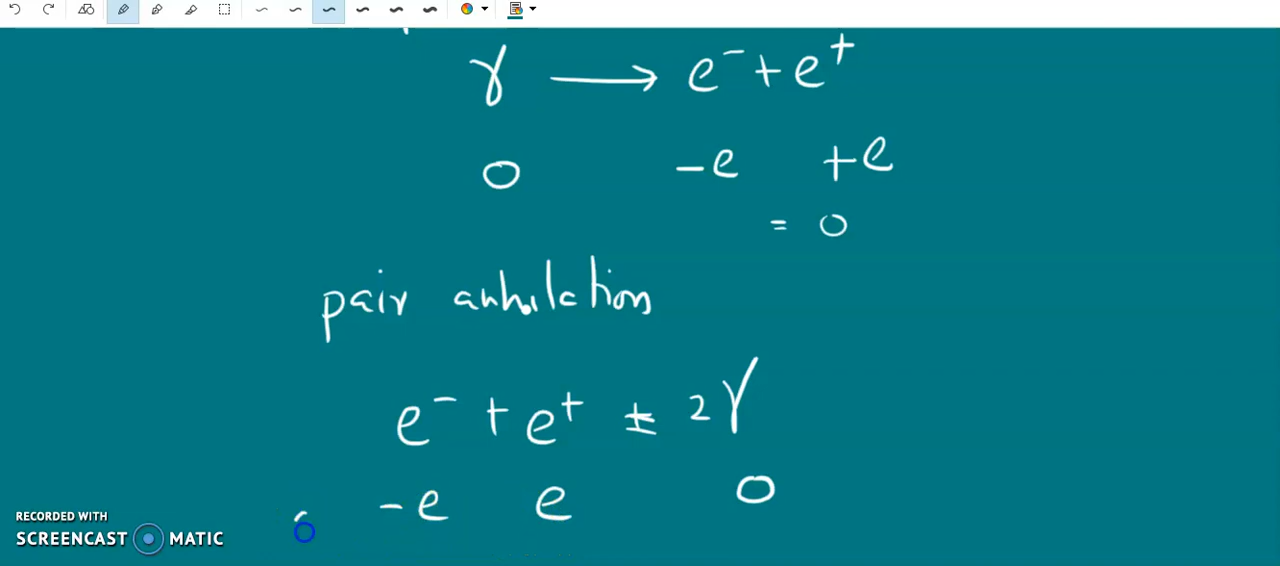 γ ⟶ e⁻ + e⁺
0 -e +e
= 0
pair anhilation
e⁻ + e⁺ ± 2γ
-e e 0
RECORDED WITH
SCREENCAST MATIC